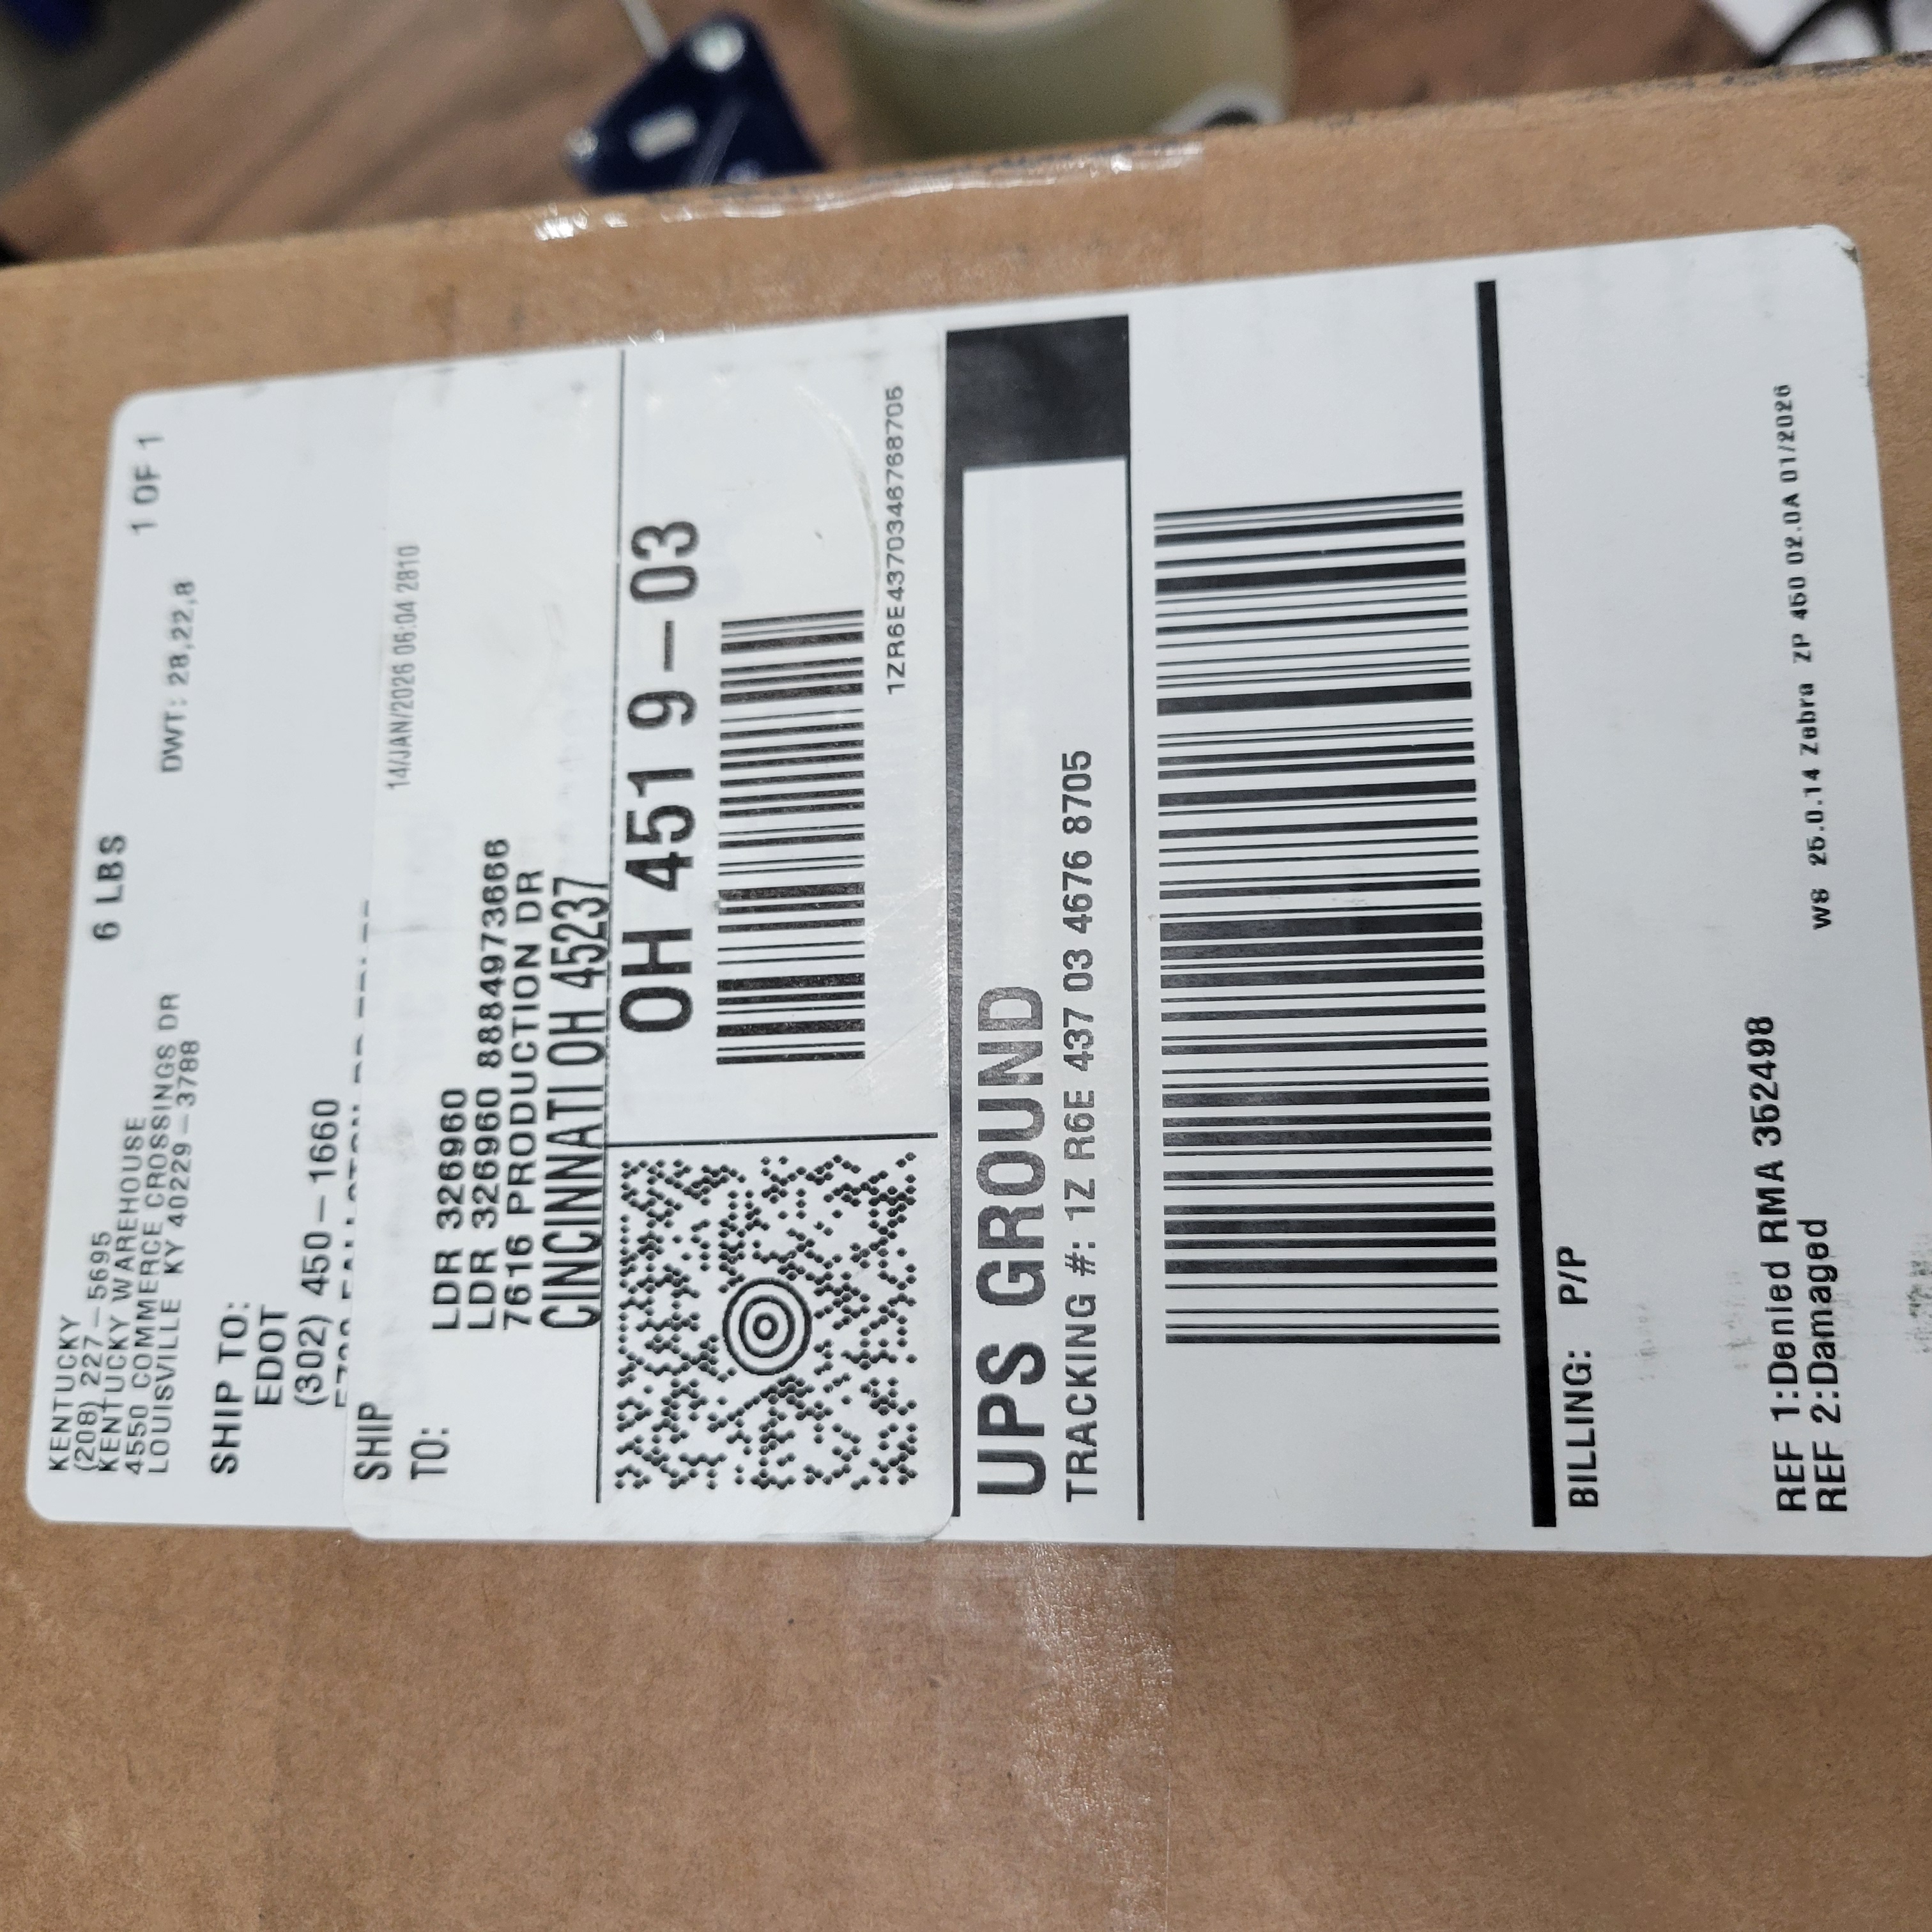 KENTUCKY
(208) 227-5695
KENTUCKY WAREHOUSE
4550 COMMERCE CROSSINGS DR
LOUISVILLE KY 40229-3788
6 LBS
1 OF 1
DWT: 28,22,8
SHIP TO:
EDOT
(302) 450-1660
SHIP
TO:
14/JAN/2026 06:04 2810
LDR 326960
LDR 326960 8884973666
7616 PRODUCTION DR
CINCINNATI OH 45237
OH 451 9-03
1ZR6E4370346768705
UPS GROUND
TRACKING #: 1Z R6E 437 03 4676 8705
BILLING: P/P
REF 1:Denied RMA 352498
REF 2:Damaged
WS 25.0.14 Zebra ZP 450 02.0A 01/2026